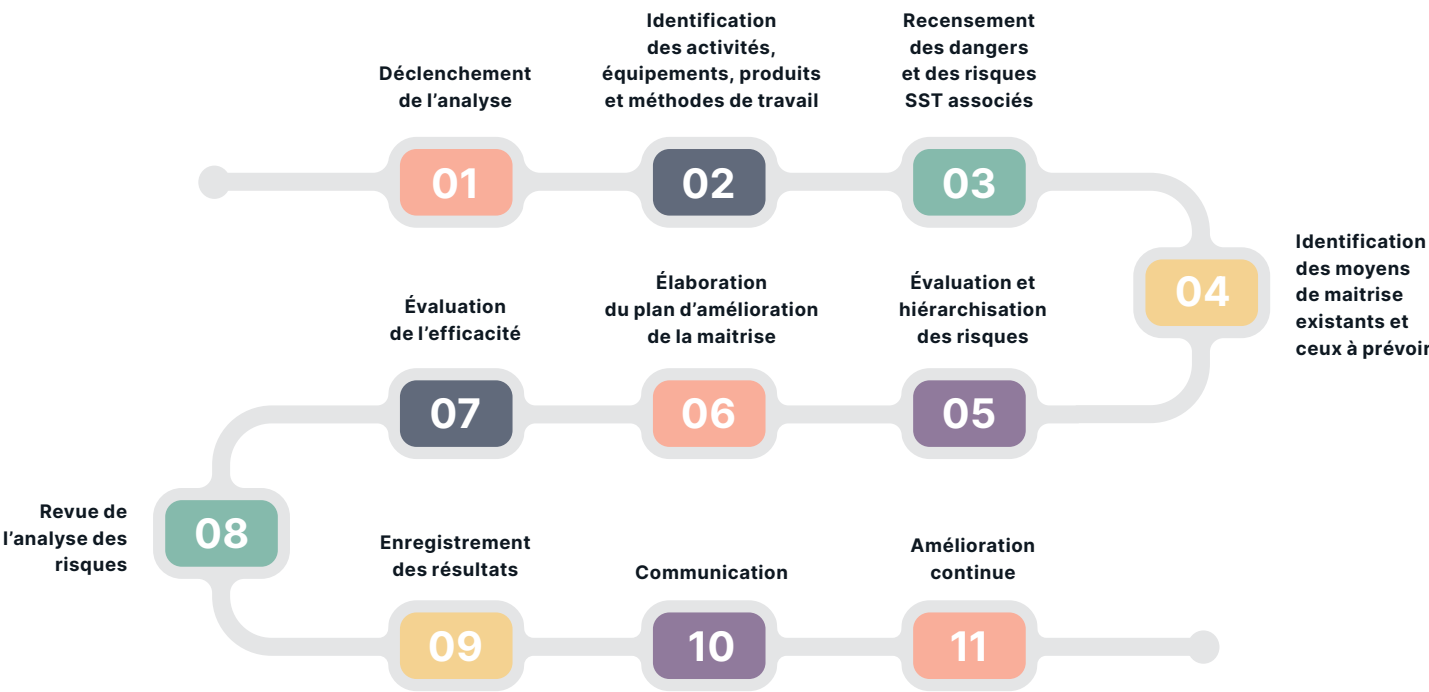 Déclenchement
de l'analyse
01
Identification
des activités,
équipements, produits
et méthodes de travail
02
Recensement
des dangers
et des risques
SST associés
03
Identification
des moyens
de maitrise
existants et
ceux à prévoir
04
Évaluation et
hiérarchisation
des risques
05
Élaboration
du plan d'amélioration
de la maitrise
06
Évaluation
de l'efficacité
07
Revue de
l'analyse des
risques
08
Enregistrement
des résultats
09
Communication
10
Amélioration
continue
11